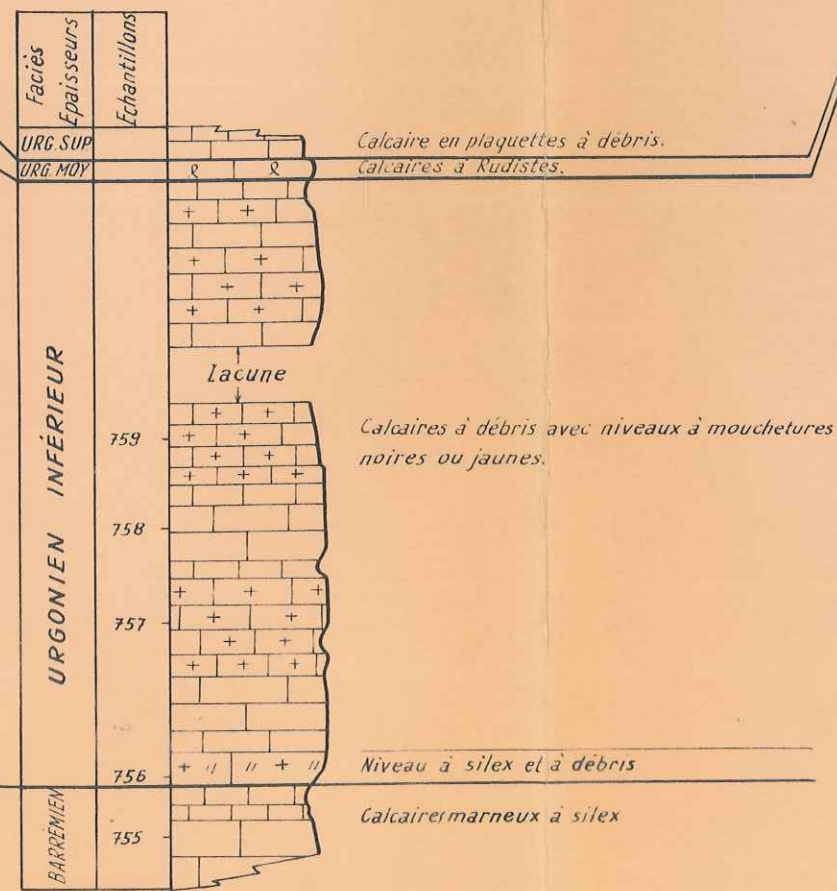 Faciès
Epaisseurs
Echantillons
URG. SUP
Calcaire en plaquettes à débris.
URG. MOY
Calcaires à Rudistes.
URGONIEN INFÉRIEUR
lacune
759
Calcaires à débris avec niveaux à mouchetures
noires ou jaunes.
758
757
756
Niveau à silex et à débris
BARRÉMIEN
755
Calcaires marneux à silex